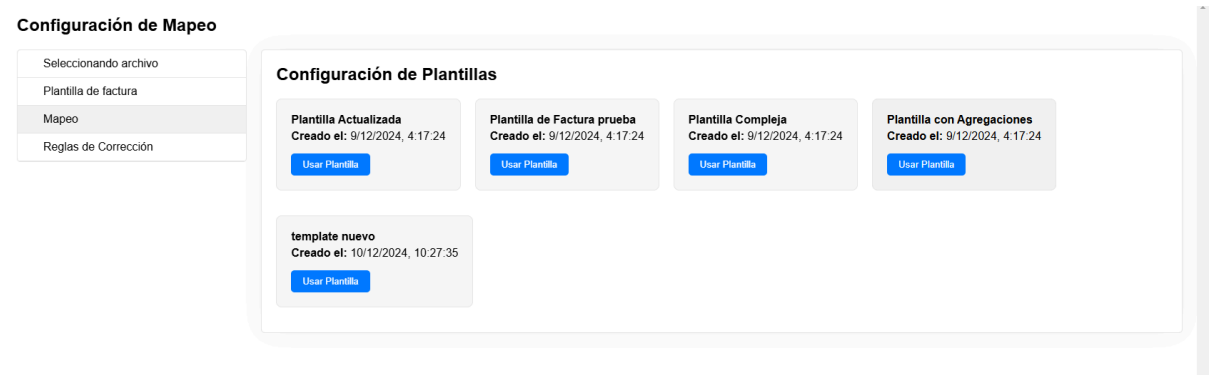 Configuración de Mapeo
Seleccionando archivo
Plantilla de factura
Mapeo
Reglas de Corrección
Configuración de Plantillas
Plantilla Actualizada
Creado el: 9/12/2024, 4:17:24
Usar Plantilla
Plantilla de Factura prueba
Creado el: 9/12/2024, 4:17:24
Usar Plantilla
Plantilla Compleja
Creado el: 9/12/2024, 4:17:24
Usar Plantilla
Plantilla con Agregaciones
Creado el: 9/12/2024, 4:17:24
Usar Plantilla
template nuevo
Creado el: 10/12/2024, 10:27:35
Usar Plantilla